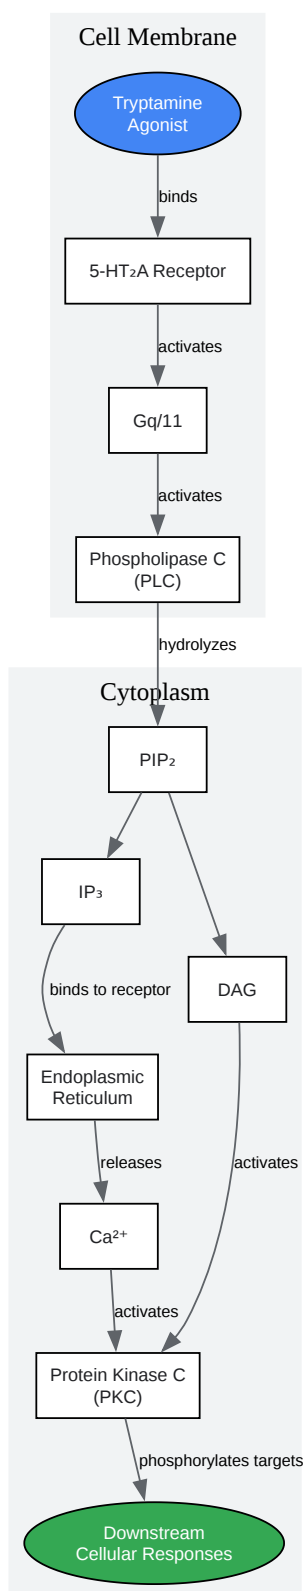 Cell Membrane
Tryptamine
Agonist
binds
5-HT₂A Receptor
activates
Gq/11
activates
Phospholipase C
(PLC)
hydrolyzes
Cytoplasm
PIP₂
IP₃
DAG
binds to receptor
Endoplasmic
Reticulum
releases
activates
Ca²⁺
activates
Protein Kinase C
(PKC)
phosphorylates targets
Downstream
Cellular Responses